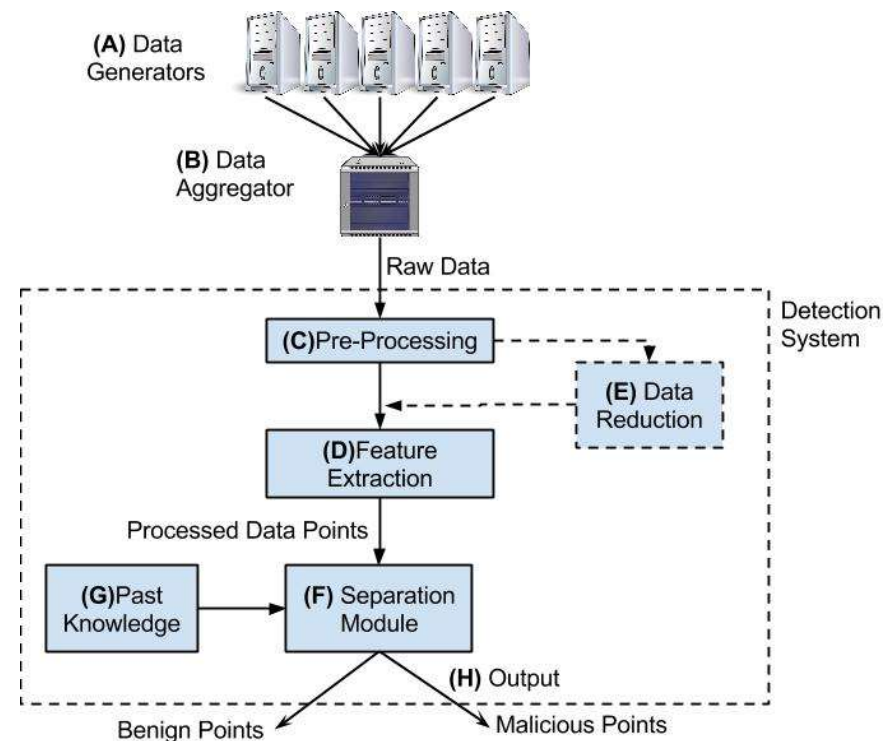 (A) Data
Generators
(B) Data
Aggregator
Raw Data
Detection
System
(C)Pre-Processing
(E) Data
Reduction
(D)Feature
Extraction
Processed Data Points
(G)Past
Knowledge
(F) Separation
Module
(H) Output
Benign Points
Malicious Points